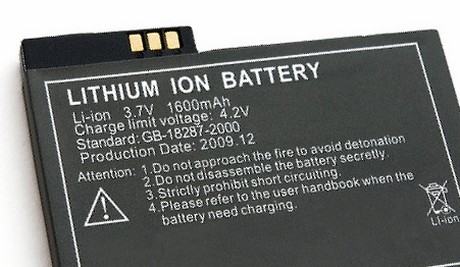 LITHIUM ION BATTERY
Li-ion 3.7V 1600mAh
Charge limit voltage: 4.2V
Standard: GB-18287-2000
Production Date: 2009.12
Attention: 1.Do not approach the fire to avoid detonation
2.Do not disassemble the battery secretly.
3.Strictly prohibit short circuiting.
4.Please refer to the user handbook when the
battery need charging.
Li-ion